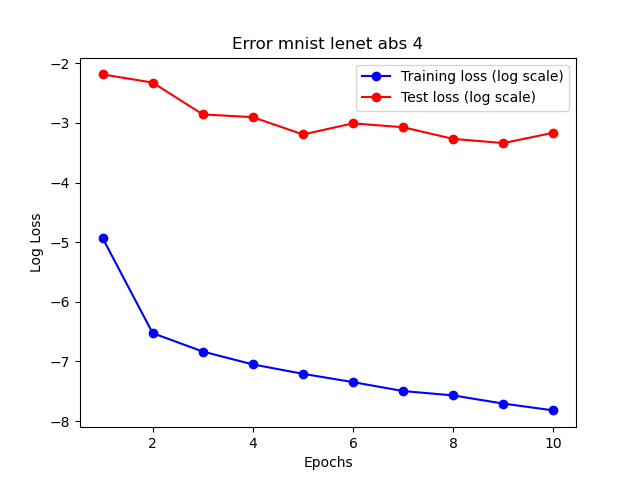 Error mnist lenet abs 4
Training loss (log scale)
Test loss (log scale)
Log Loss
−2
−3
−4
−5
−6
−7
−8
2 4 6 8 10
Epochs